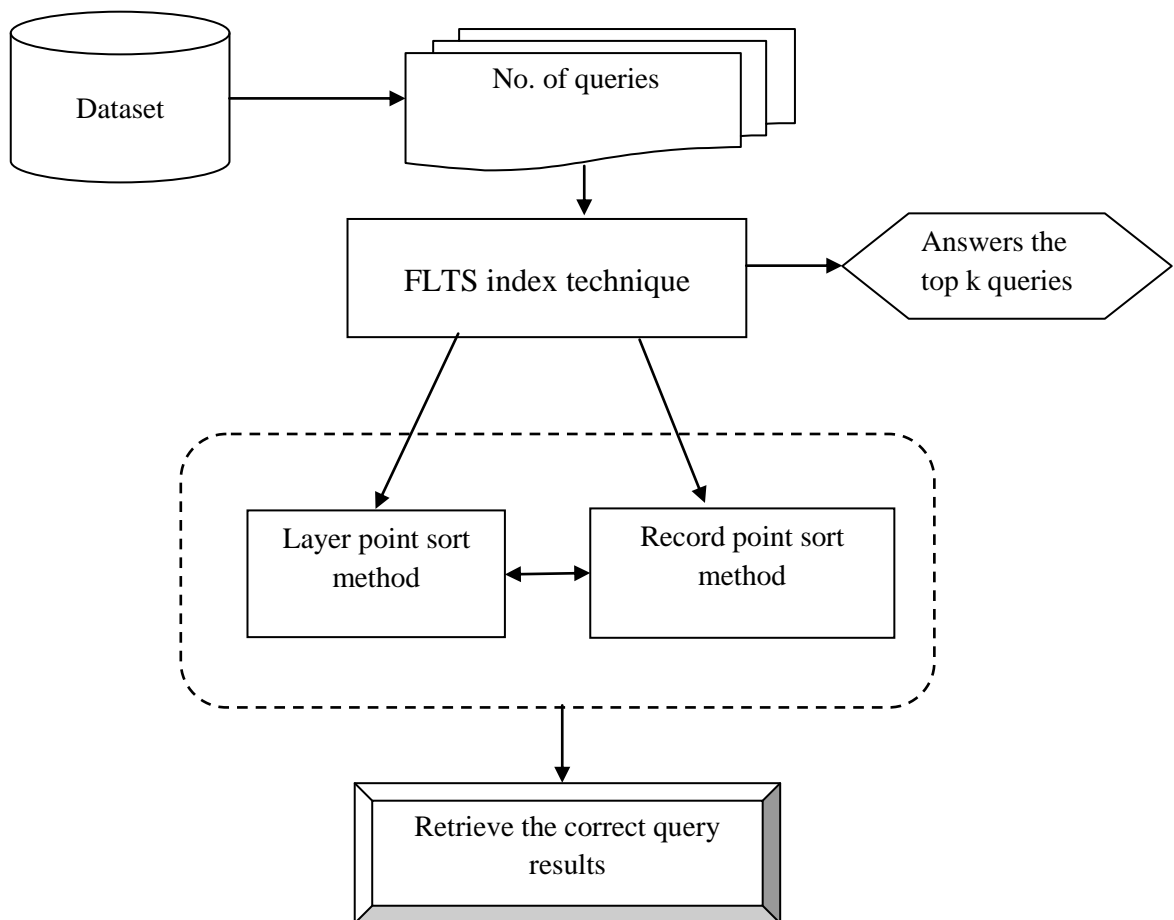 Dataset
No. of queries
FLTS index technique
Answers the
top k queries
Layer point sort
method
Record point sort
method
Retrieve the correct query
results